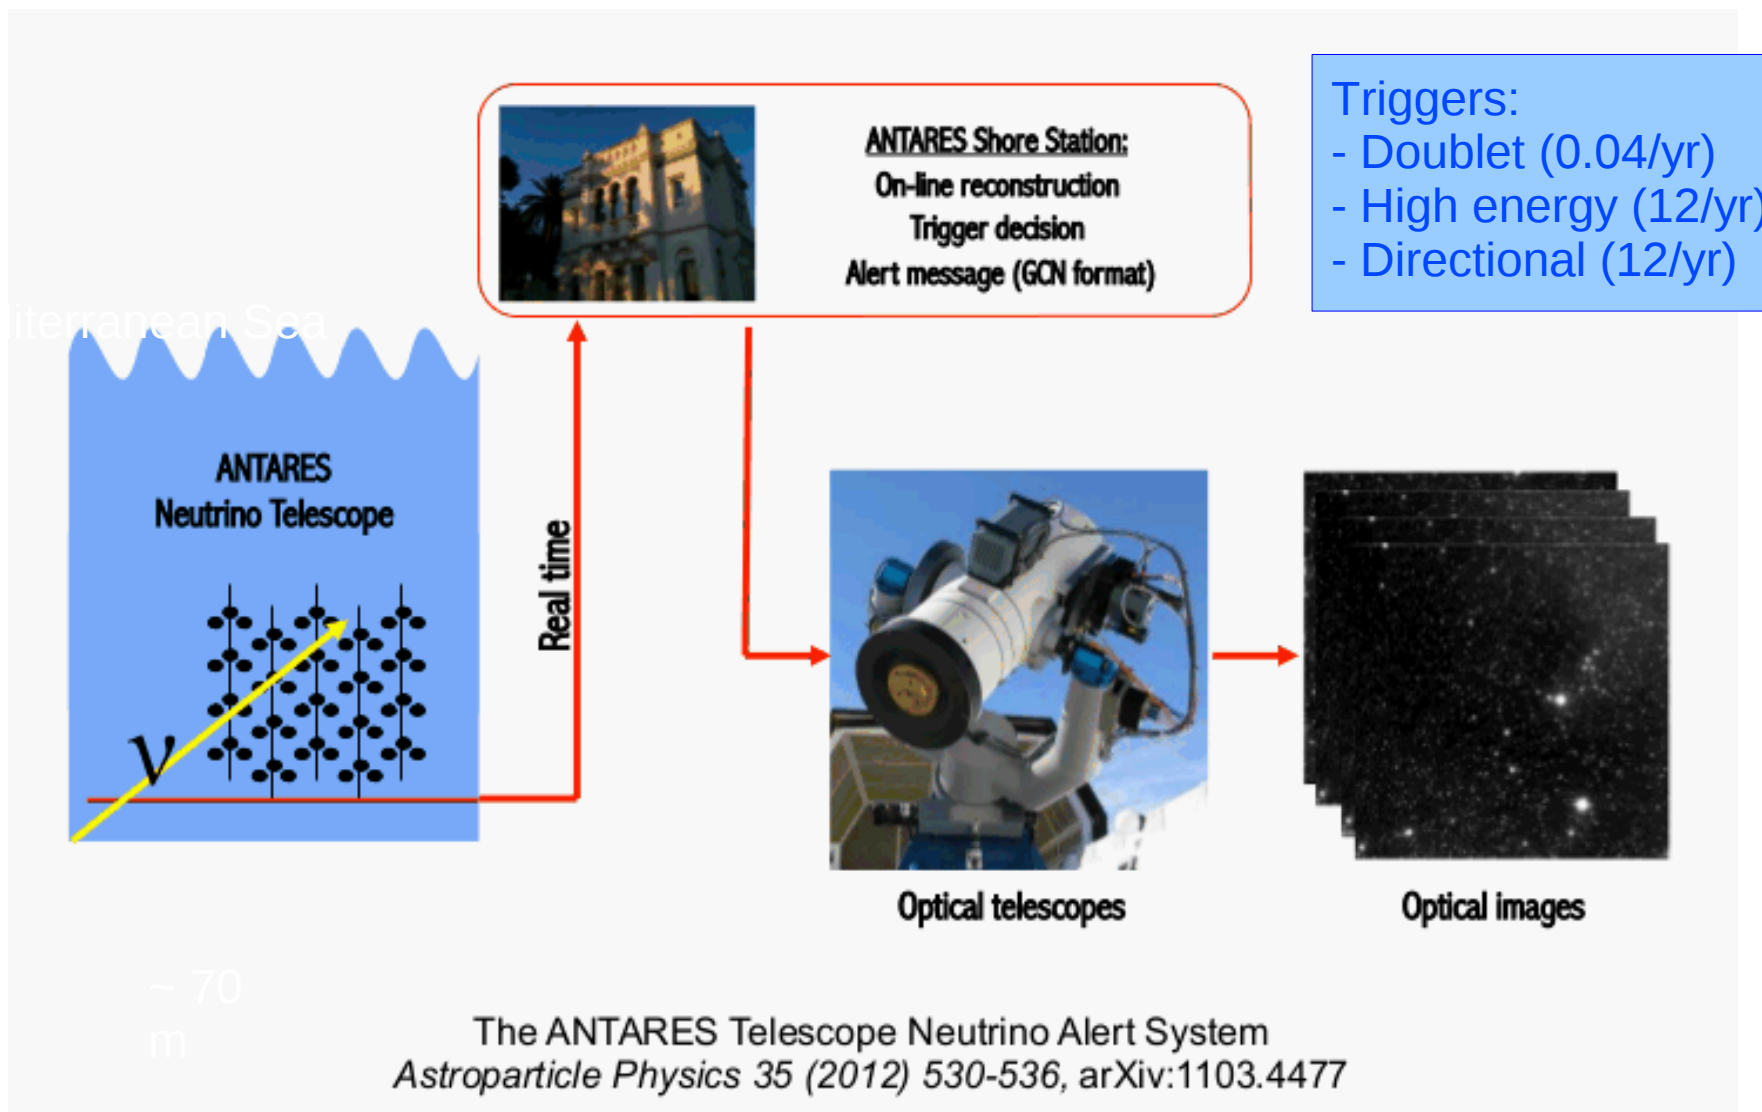 Triggers:
- Doublet (0.04/yr)
- High energy (12/yr)
- Directional (12/yr)
ANTARES Shore Station:
On-line reconstruction
Trigger decision
Alert message (GCN format)
iterranean Sea
ANTARES
Neutrino Telescope
ν
Real time
Optical telescopes
Optical images
~ 70
m
The ANTARES Telescope Neutrino Alert System
Astroparticle Physics 35 (2012) 530-536, arXiv:1103.4477